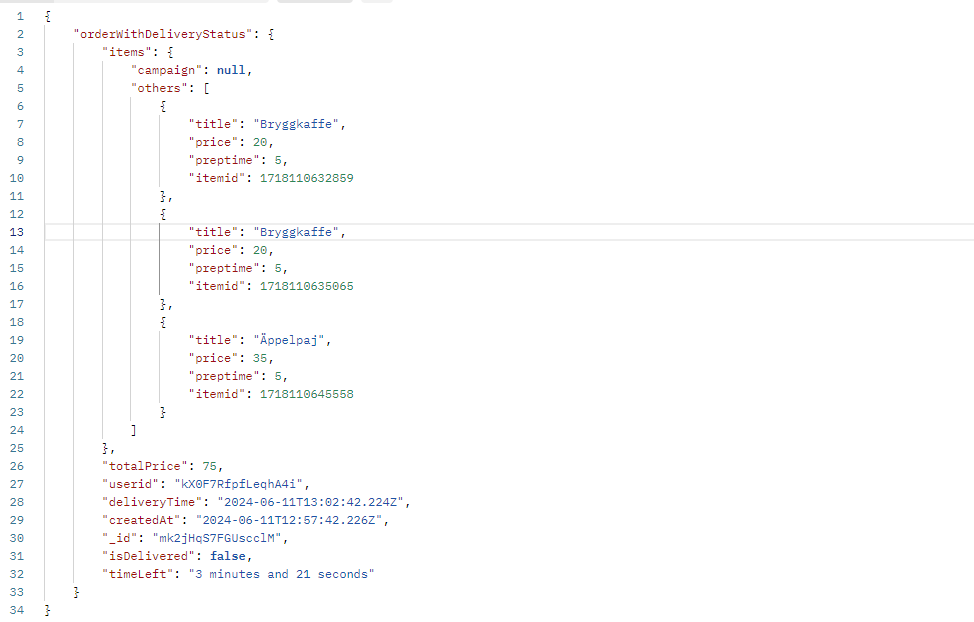 1 {
2 "orderWithDeliveryStatus": {
3 "items": {
4 "campaign": null,
5 "others": [
6 {
7 "title": "Bryggkaffe",
8 "price": 20,
9 "preptime": 5,
10 "itemid": 1718110632859
11 },
12 {
13 "title": "Bryggkaffe",
14 "price": 20,
15 "preptime": 5,
16 "itemid": 1718110635065
17 },
18 {
19 "title": "Äppelpaj",
20 "price": 35,
21 "preptime": 5,
22 "itemid": 1718110645558
23 }
24 ]
25 },
26 "totalPrice": 75,
27 "userid": "kX0F7RfpfLeqhA4i",
28 "deliveryTime": "2024-06-11T13:02:42.224Z",
29 "createdAt": "2024-06-11T12:57:42.226Z",
30 "_id": "mk2jHqS7FGUscclM",
31 "isDelivered": false,
32 "timeLeft": "3 minutes and 21 seconds"
33 }
34 }